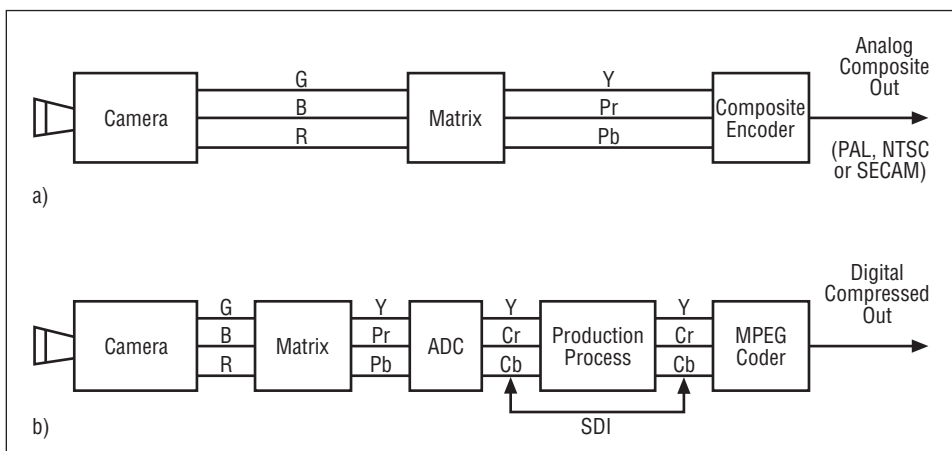 Analog
Composite
Out
G
Y
Camera
B
Matrix
Pr
Composite
Encoder
R
Pb
(PAL, NTSC
or SECAM)
a)
Digital
Compressed
Out
G
Y
Y
Y
Camera
B
Matrix
Pr
ADC
Cr
Production
Process
Cr
MPEG
Coder
R
Pb
Cb
Cb
SDI
b)